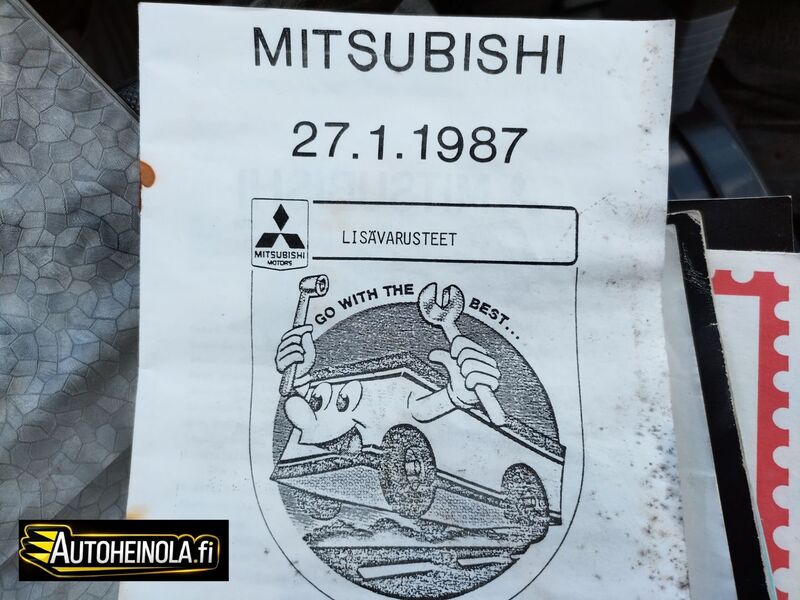 MITSUBISHI
27.1.1987
MITSUBISHI
MOTORS
LISÄVARUSTEET
GO WITH THE BEST...
AUTOHEINOLA.fi